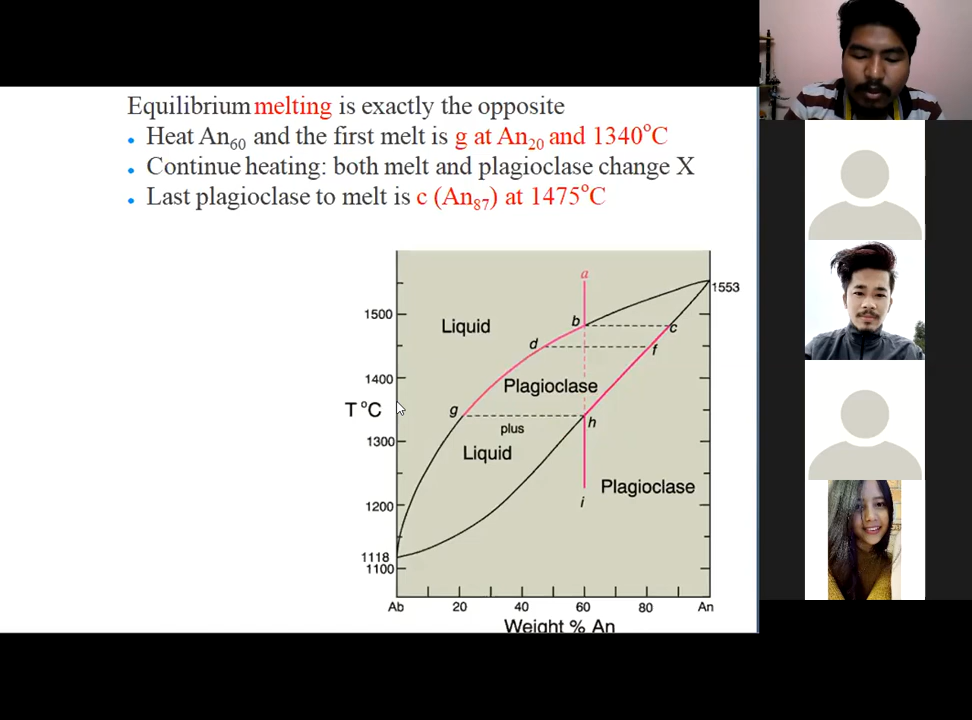 Equilibrium melting is exactly the opposite
• Heat An60 and the first melt is g at An20 and 1340°C
• Continue heating: both melt and plagioclase change X
• Last plagioclase to melt is c (An87) at 1475°C
a
1553
1500
Liquid
b
c
d
f
1400
Plagioclase
T °C
g
h
plus
1300
Liquid
Plagioclase
1200
i
1118
1100
Ab 20 40 60 80 An
Weight % An